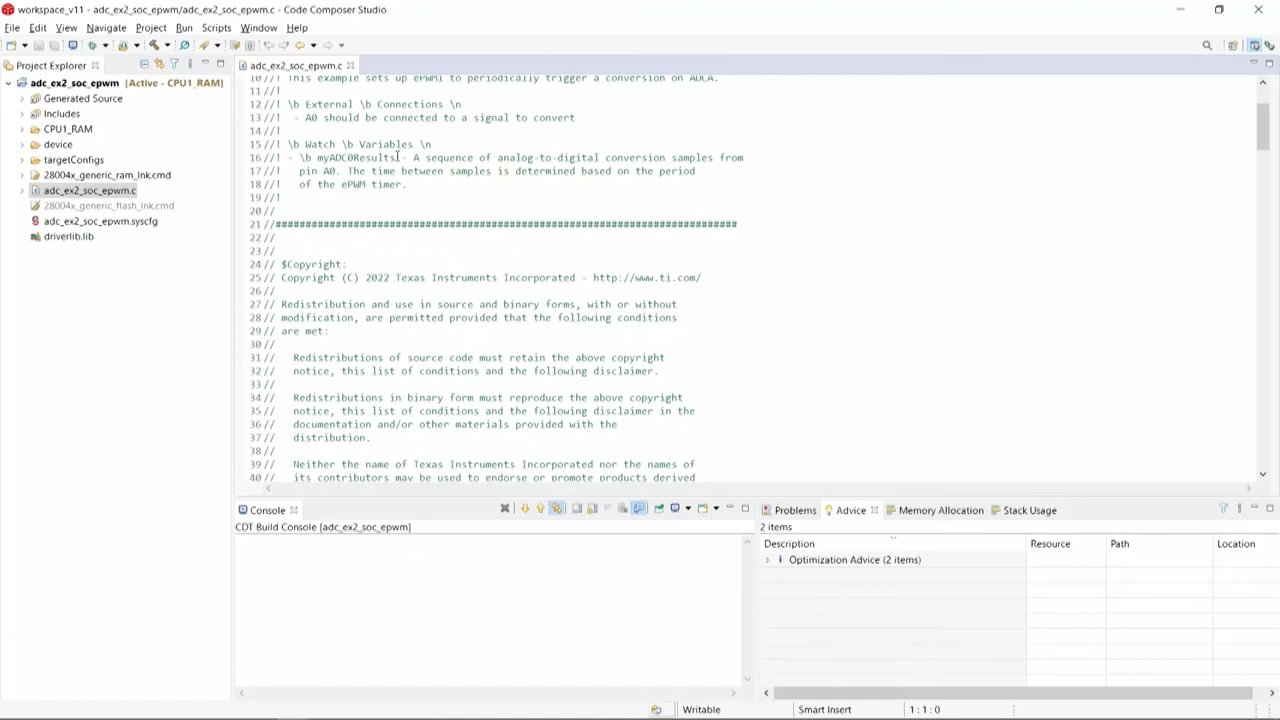 workspace_v11 - adc_ex2_soc_epwm/adc_ex2_soc_epwm.c - Code Composer Studio
File Edit View Navigate Project Run Scripts Window Help
Project Explorer
adc_ex2_soc_epwm [Active - CPU1_RAM]
Generated Source
Includes
CPU1_RAM
device
targetConfigs
28004x_generic_ram_lnk.cmd
adc_ex2_soc_epwm.c
28004x_generic_flash_lnk.cmd
adc_ex2_soc_epwm.syscfg
driverlib.lib
adc_ex2_soc_epwm.c
10//! This example sets up ePWM1 to periodically trigger a conversion on ADCA.
11//!
12//! \b External \b Connections \n
13//!  - A0 should be connected to a signal to convert
14//!
15//! \b Watch \b Variables \n
16//! - \b myADC0Results - A sequence of analog-to-digital conversion samples from
17//!   pin A0. The time between samples is determined based on the period
18//!   of the ePWM timer.
19//!
20//
21//#############################################################################
22//
23//
24// $Copyright:
25// Copyright (C) 2022 Texas Instruments Incorporated - http://www.ti.com/
26//
27// Redistribution and use in source and binary forms, with or without
28// modification, are permitted provided that the following conditions
29// are met:
30//
31//   Redistributions of source code must retain the above copyright
32//   notice, this list of conditions and the following disclaimer.
33//
34//   Redistributions in binary form must reproduce the above copyright
35//   notice, this list of conditions and the following disclaimer in the
36//   documentation and/or other materials provided with the
37//   distribution.
38//
39//   Neither the name of Texas Instruments Incorporated nor the names of
40//   its contributors may be used to endorse or promote products derived
Console
CDT Build Console [adc_ex2_soc_epwm]
Problems Advice Memory Allocation Stack Usage
2 items
Description Resource Path Location
Optimization Advice (2 items)
Writable Smart Insert 1 : 1 : 0